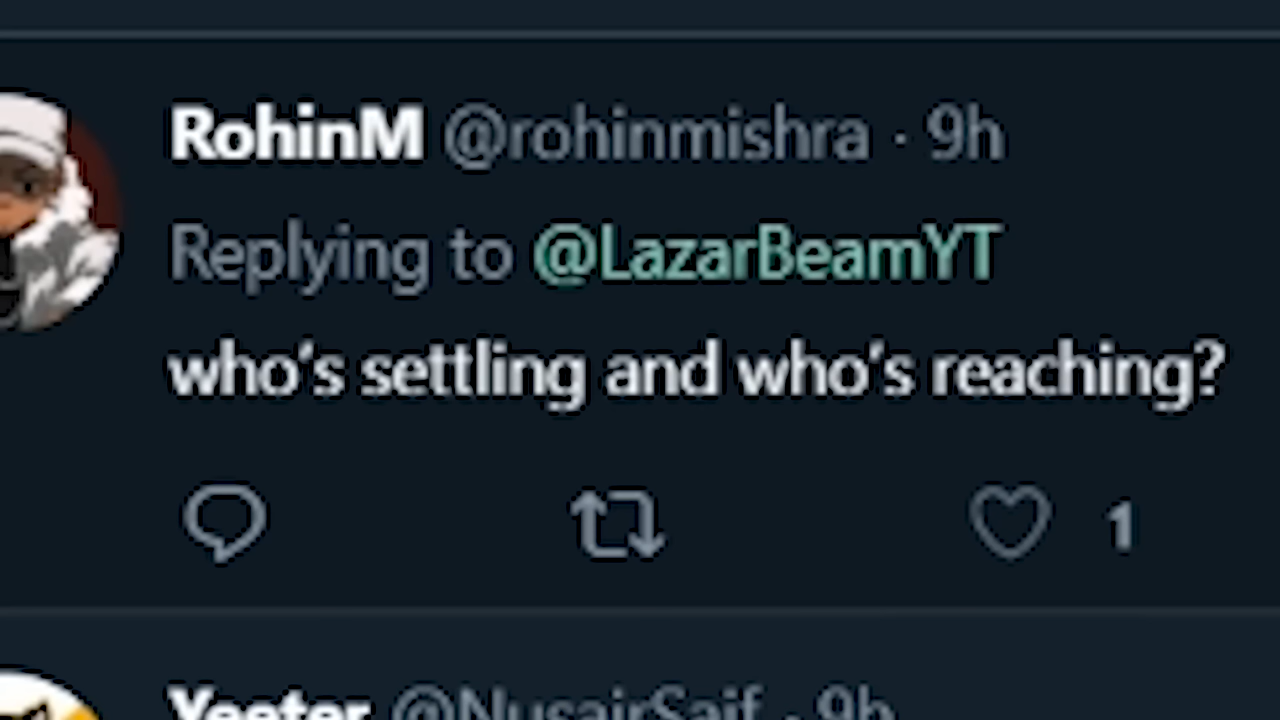 RohinM @rohinmishra · 9h
Replying to @LazarBeamYT
who's settling and who's reaching?
1
Yeeter @NusairSaif · 9h